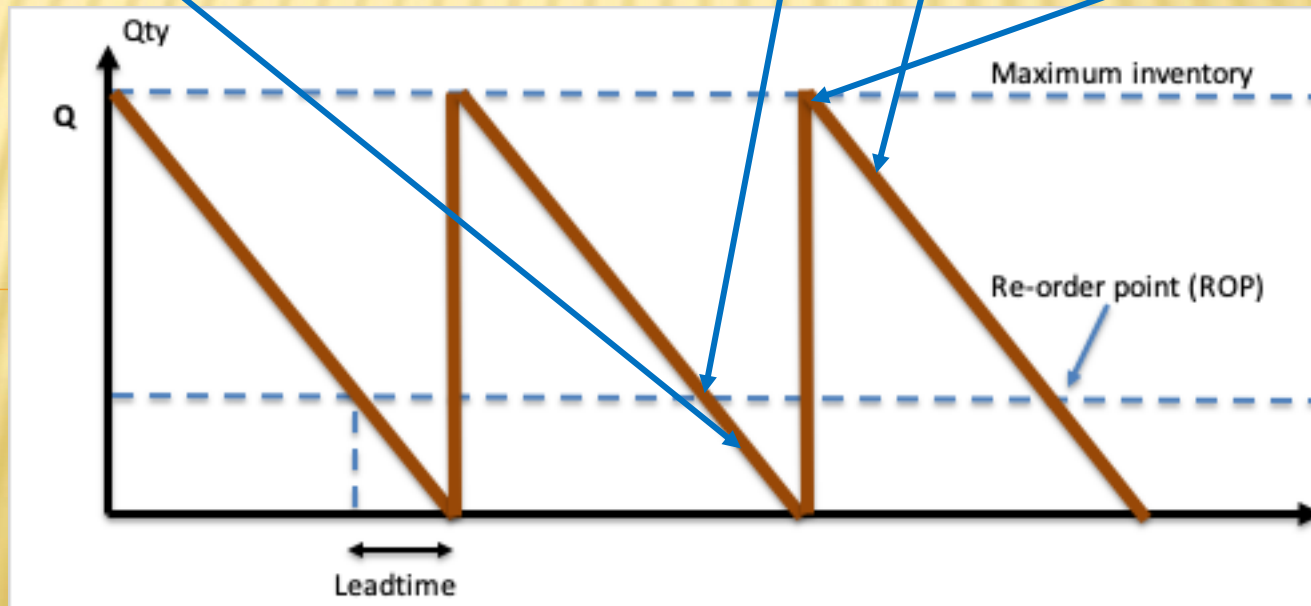 Qty
Q
Maximum inventory
Re-order point (ROP)
Leadtime